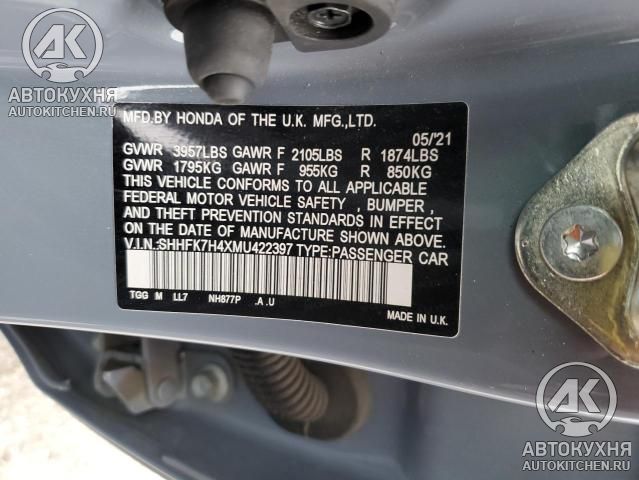 АК
АВТОКУХНЯ
AUTOKITCHEN.RU
MFD.BY HONDA OF THE U.K. MFG.,LTD.
05/'21
GVWR 3957LBS GAWR F 2105LBS R 1874LBS
GVWR 1795KG GAWR F 955KG R 850KG
THIS VEHICLE CONFORMS TO ALL APPLICABLE
FEDERAL MOTOR VEHICLE SAFETY , BUMPER ,
AND THEFT PREVENTION STANDARDS IN EFFECT
ON THE DATE OF MANUFACTURE SHOWN ABOVE.
V.I.N.:SHHFK7H4XMU422397 TYPE:PASSENGER CAR
TGG M LL7 NH877P .A .U
MADE IN U.K.
АК
АВТОКУХНЯ
AUTOKITCHEN.RU